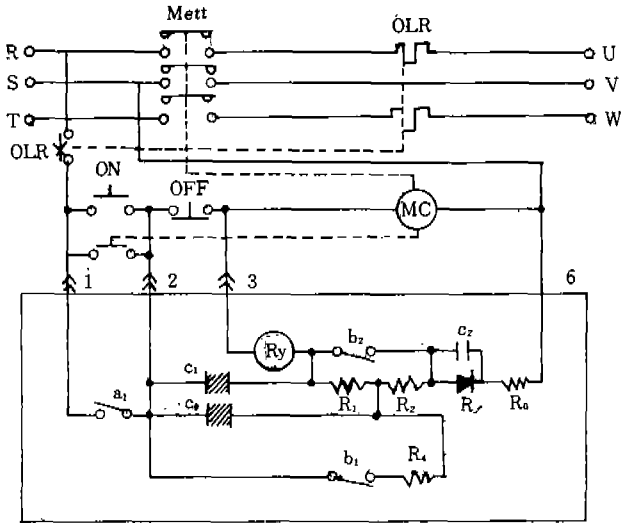 Mett
OLR
R
U
S
V
T
W
OLR
ON
OFF
MC
1
2
3
6
Ry
b₂
c₂
c₁
R₁
R₂
R₀
a₁
b₁
R₄